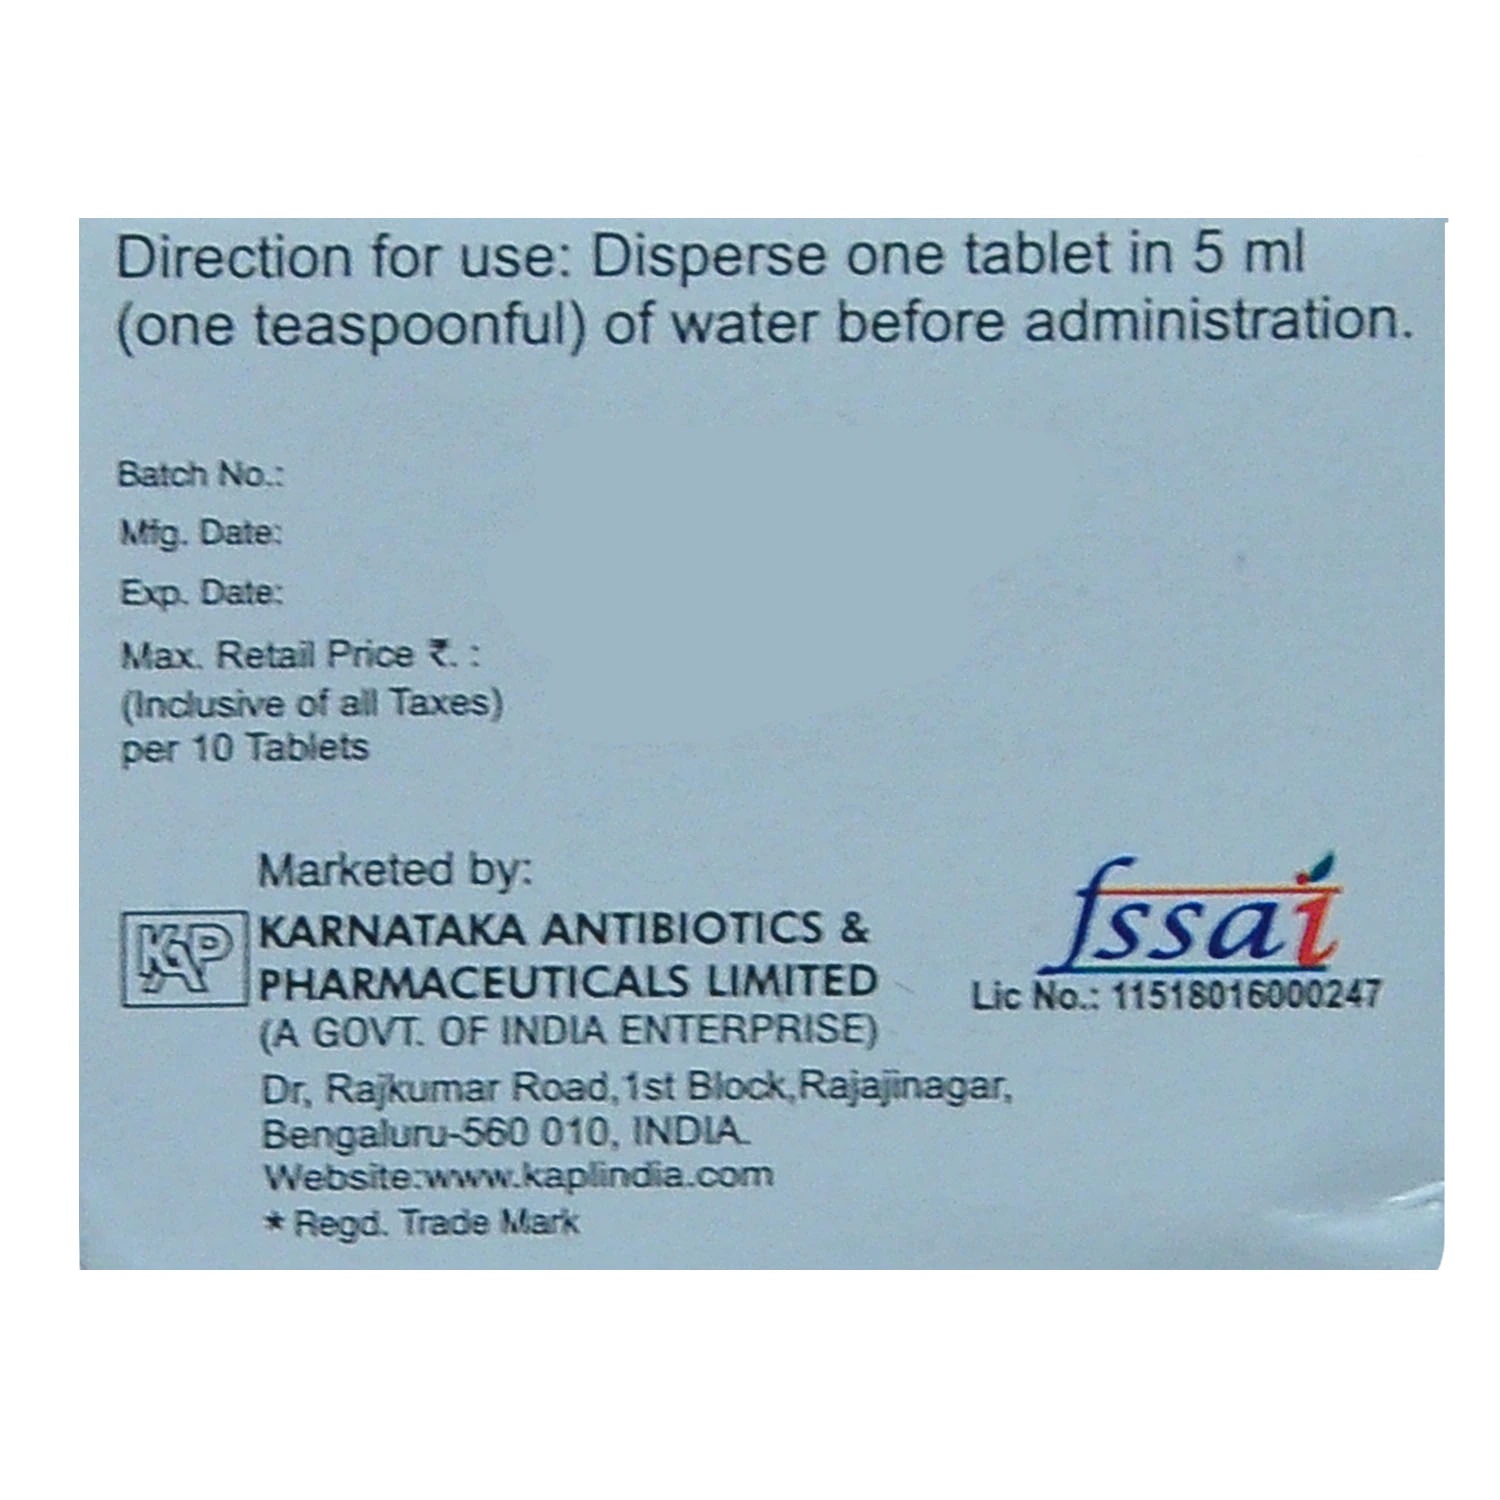 Direction for use: Disperse one tablet in 5 ml
(one teaspoonful) of water before administration.
Batch No.:
Mfg. Date:
Exp. Date:
Max. Retail Price ₹. :
(Inclusive of all Taxes)
per 10 Tablets
Marketed by:
KAP
KARNATAKA ANTIBIOTICS &
PHARMACEUTICALS LIMITED
(A GOVT. OF INDIA ENTERPRISE)
Dr, Rajkumar Road,1st Block,Rajajinagar,
Bengaluru-560 010, INDIA.
Website:www.kaplindia.com
* Regd. Trade Mark
fssai
Lic No.: 11518016000247